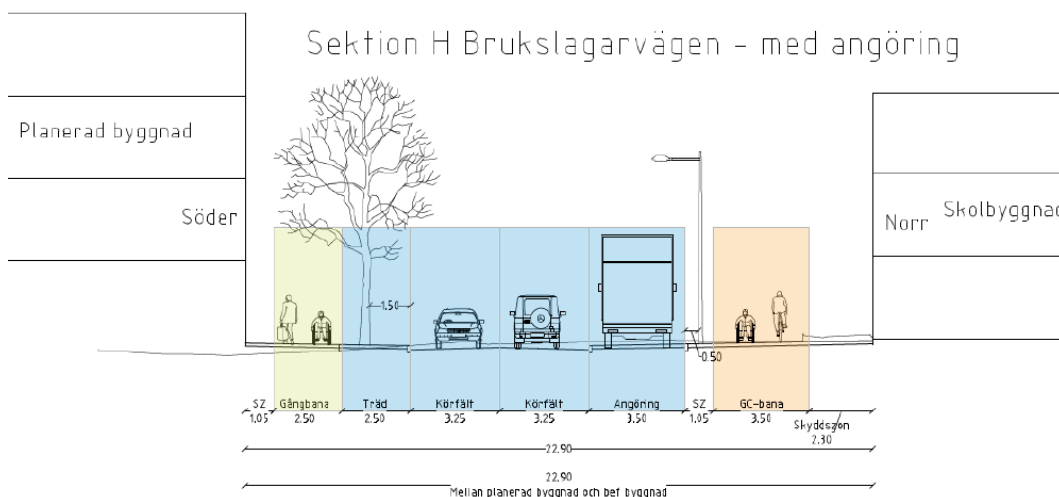 Sektion H Brukslagarvägen - med angöring
Planerad byggnad
Söder
Norr
Skolbyggnad
1.50
0.50
SZ Gångbana Träd Körfält Körfält Angöring SZ GC-bana
1.05 2.50 2.50 3.25 3.25 3.50 1.05 3.50
Skyddszon
2.30
22.90
22.90
Mellan planerad byggnad och bef byggnad